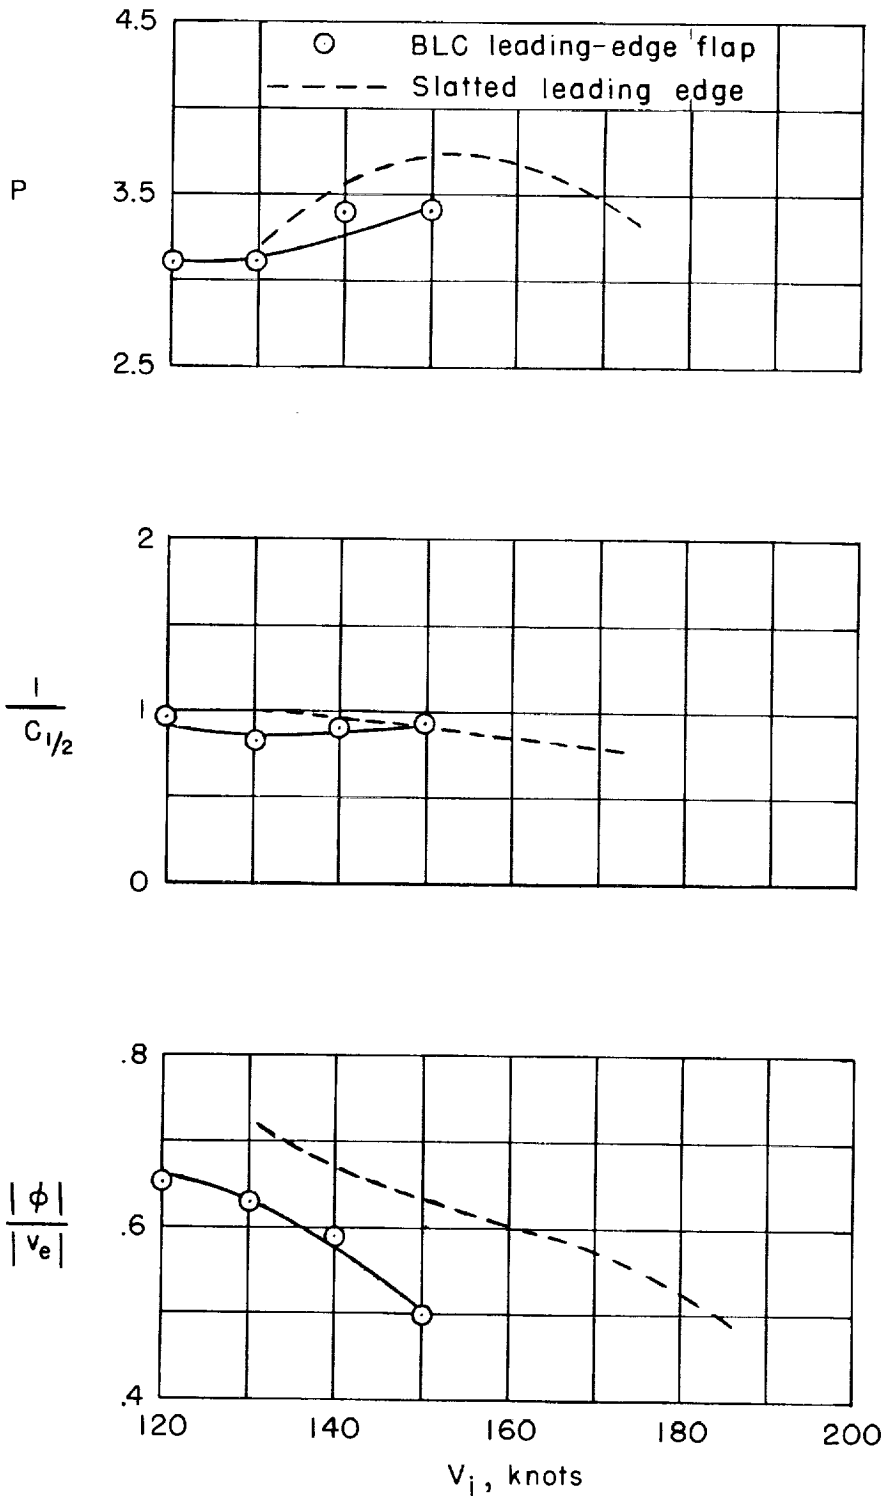 4.5
BLC leading-edge flap
Slatted leading edge
P
3.5
2.5
2
1
1
C1/2
0
.8
|ϕ|
|ve|
.6
.4
120 140 160 180 200
Vi, knots